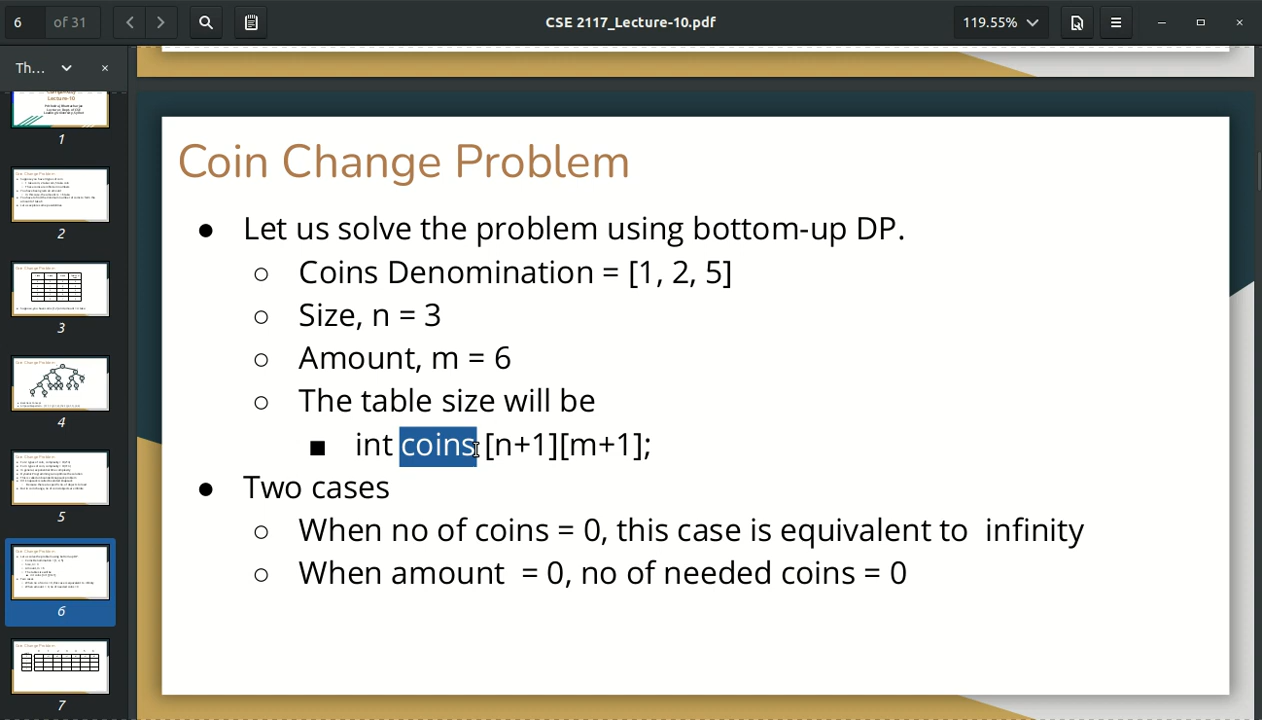 6 of 31
CSE 2117_Lecture-10.pdf
119.55%
Th...
Lecture-10
1
2
3
4
5
6
7
Coin Change Problem
● Let us solve the problem using bottom-up DP.
○ Coins Denomination = [1, 2, 5]
○ Size, n = 3
○ Amount, m = 6
○ The table size will be
■ int coins [n+1][m+1];
● Two cases
○ When no of coins = 0, this case is equivalent to  infinity
○ When amount  = 0, no of needed coins = 0